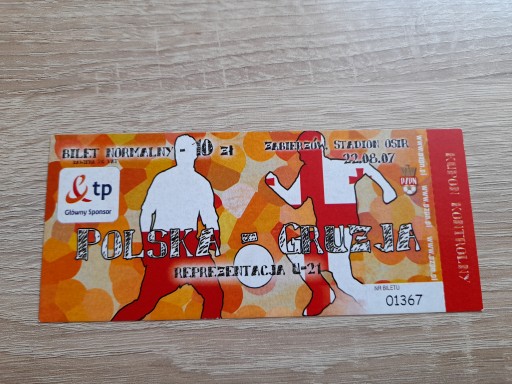 BILET NORMALNY - 10 zł
ZABIERZÓW, STADION OSIR
22.08.07
& tp
Główny Sponsor
PZPN
POLSKA - GRUZJA
REPREZENTACJA U-21
NR BILETU
01367
KUPON KONTROLNY